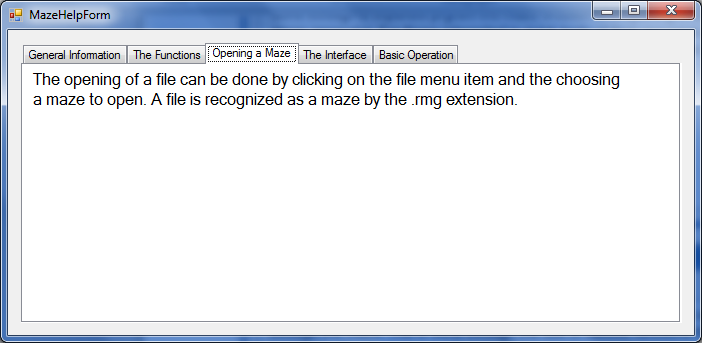 MazeHelpForm
General Information The Functions Opening a Maze The Interface Basic Operation
The opening of a file can be done by clicking on the file menu item and the choosing
a maze to open. A file is recognized as a maze by the .rmg extension.